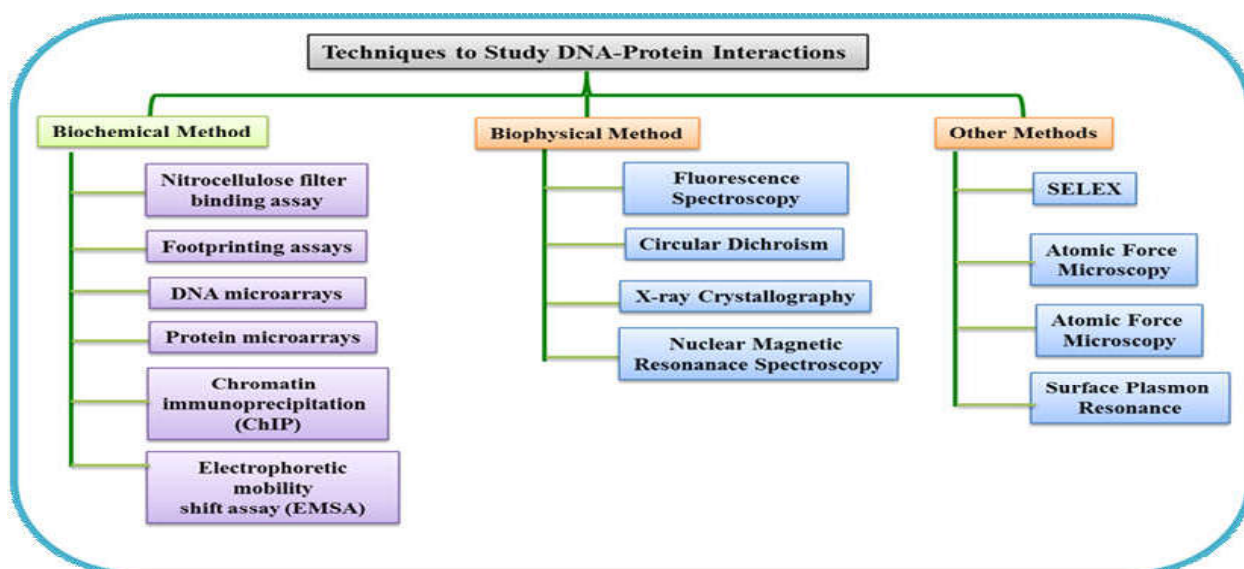 Techniques to Study DNA-Protein Interactions
Biochemical Method
Nitrocellulose filter
binding assay
Footprinting assays
DNA microarrays
Protein microarrays
Chromatin
immunoprecipitation
(ChIP)
Electrophoretic
mobility
shift assay (EMSA)
Biophysical Method
Fluorescence
Spectroscopy
Circular Dichroism
X-ray Crystallography
Nuclear Magnetic
Resonanace Spectroscopy
Other Methods
SELEX
Atomic Force
Microscopy
Atomic Force
Microscopy
Surface Plasmon
Resonance